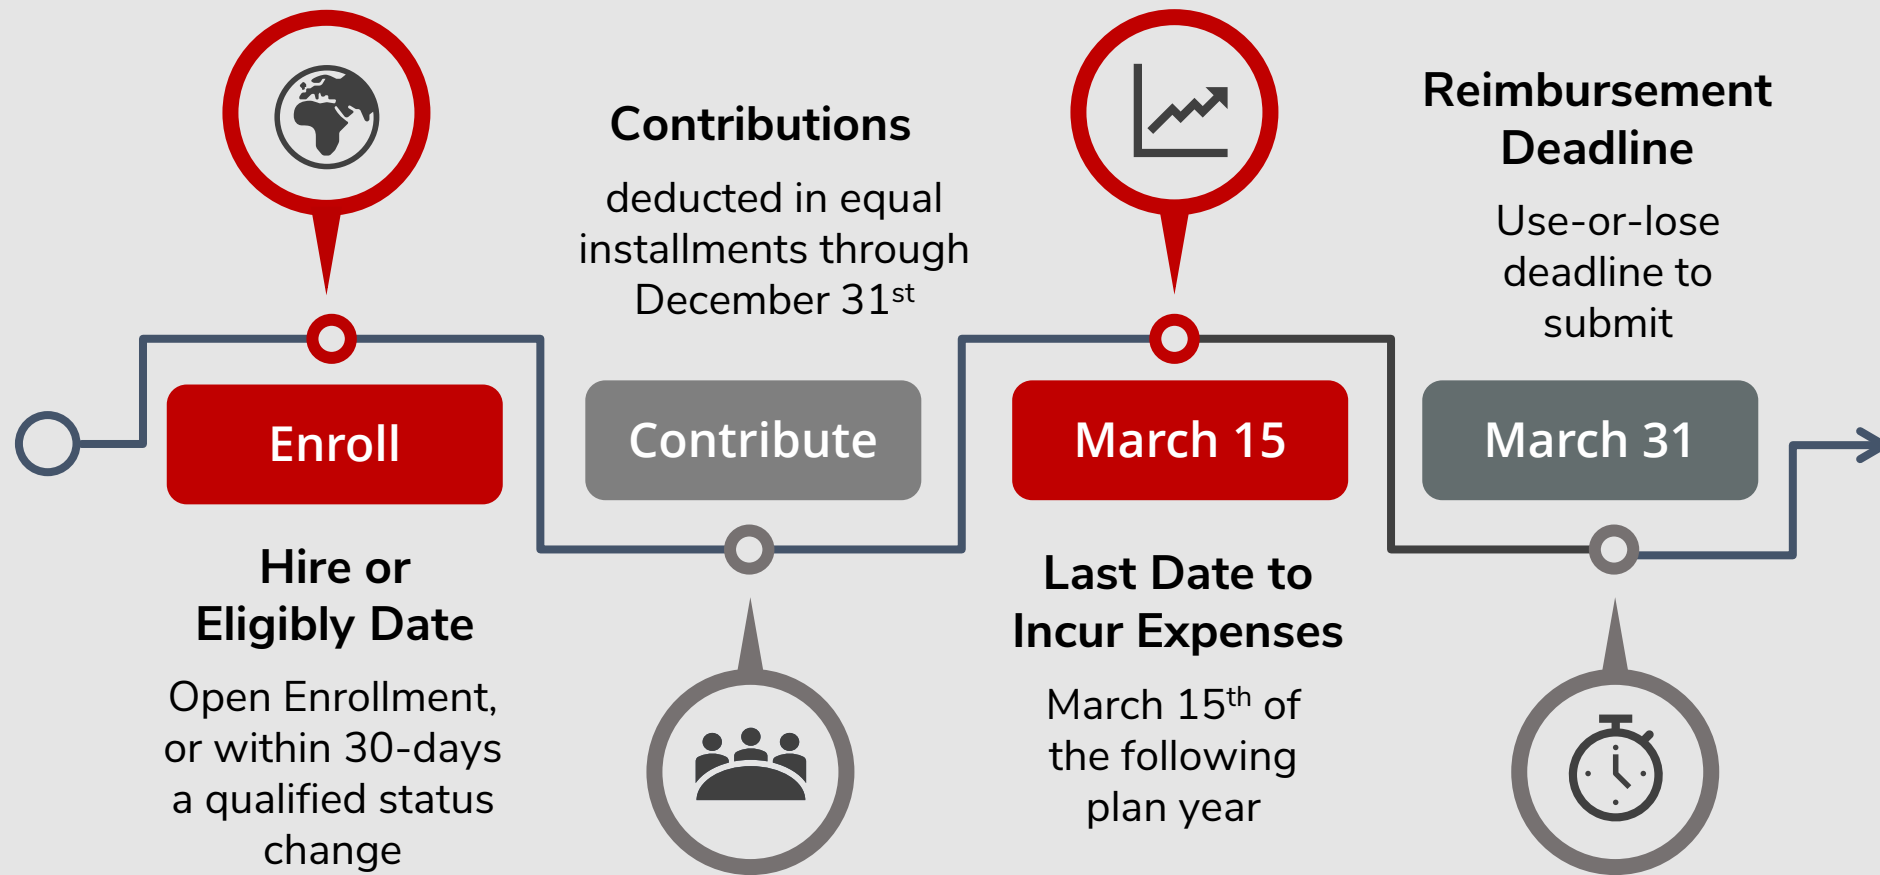 Enroll
Hire or
Eligibly Date
Open Enrollment,
or within 30-days
a qualified status
change
Contributions
deducted in equal
installments through
December 31st
Contribute
March 15
Last Date to
Incur Expenses
March 15th of
the following
plan year
Reimbursement
Deadline
Use-or-lose
deadline to
submit
March 31